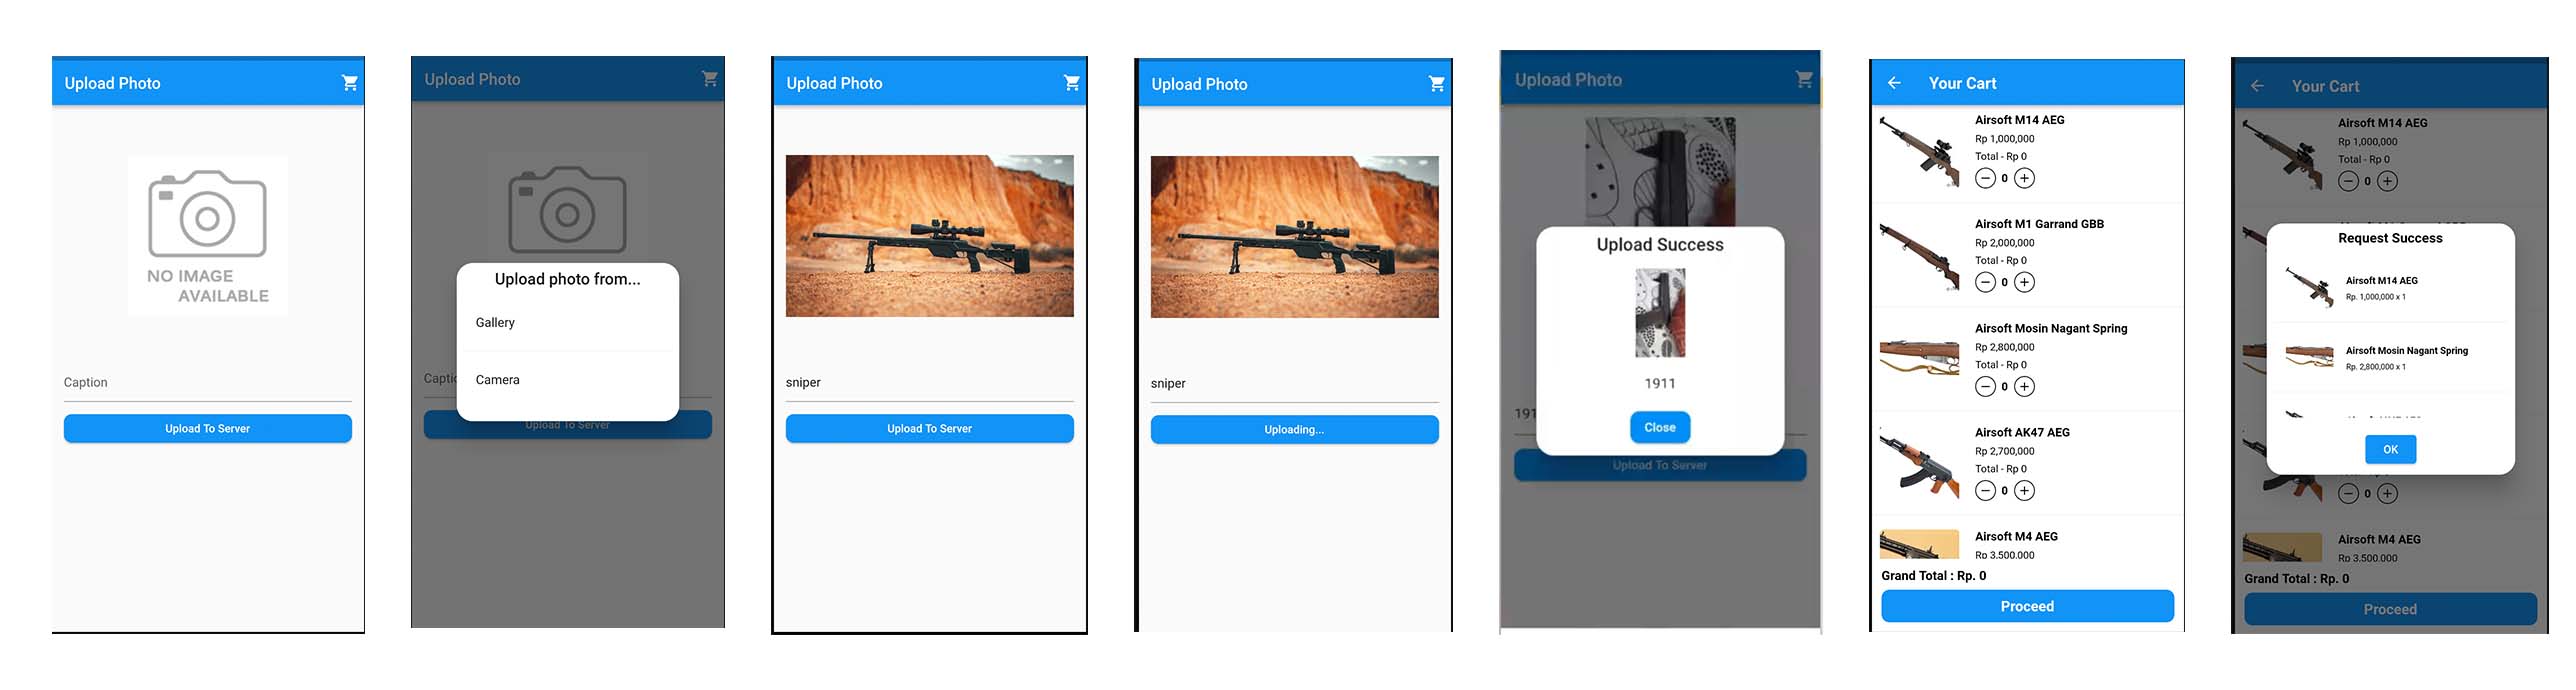 Upload Photo
NO IMAGE
AVAILABLE
Caption
Upload To Server
Upload Photo
Upload photo from...
Gallery
Camera
Upload To Server
Upload Photo
sniper
Upload To Server
Upload Photo
sniper
Uploading...
Upload Photo
Upload Success
1911
191
Close
Upload To Server
Your Cart
Airsoft M14 AEG
Rp 1,000,000
Total - Rp 0
0
Airsoft M1 Garrand GBB
Rp 2,000,000
Total - Rp 0
0
Airsoft Mosin Nagant Spring
Rp 2,800,000
Total - Rp 0
0
Airsoft AK47 AEG
Rp 2,700,000
Total - Rp 0
0
Airsoft M4 AEG
Rp 3,500,000
Grand Total : Rp. 0
Proceed
Your Cart
Airsoft M14 AEG
Rp 1,000,000
Total - Rp 0
0
Request Success
Airsoft M14 AEG
Rp. 1,000,000 x 1
Airsoft Mosin Nagant Spring
Rp. 2,800,000 x 1
OK
0
Airsoft M4 AEG
Rp 3,500,000
Grand Total : Rp. 0
Proceed